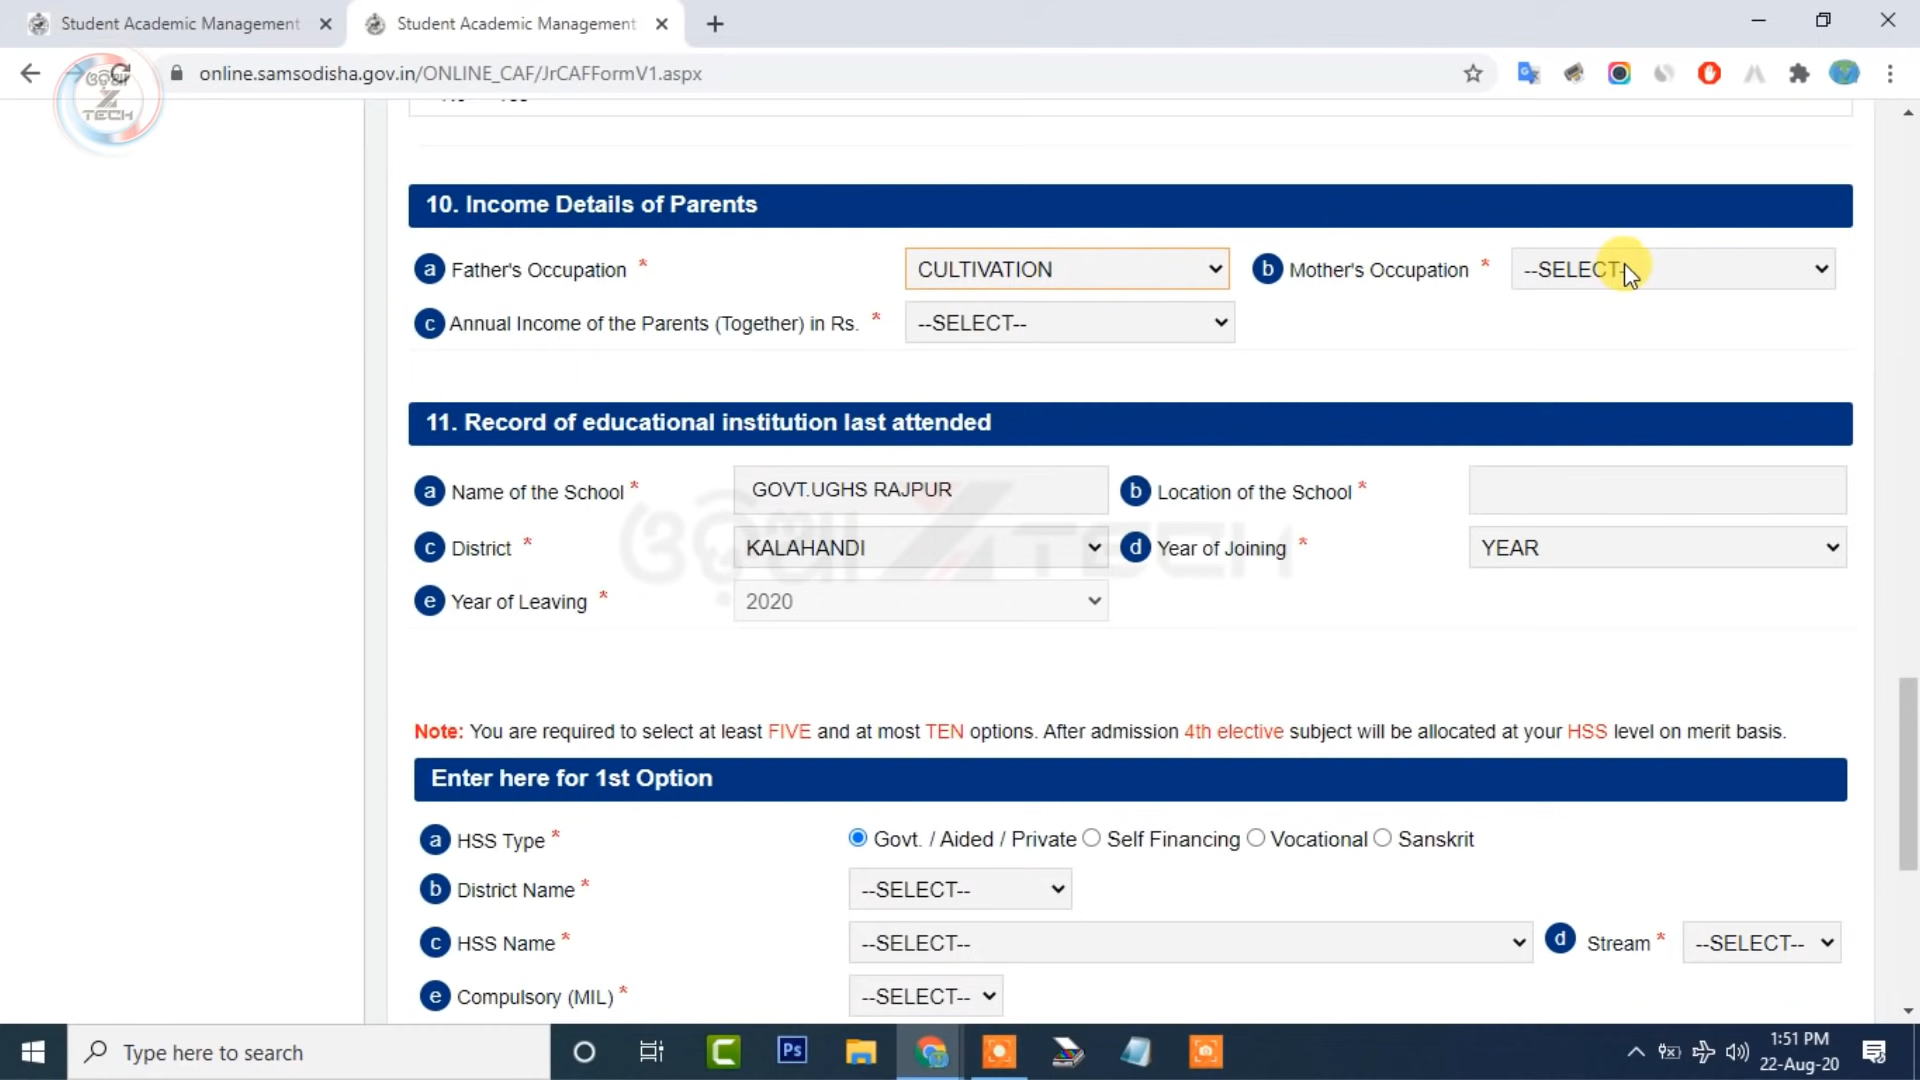 Student Academic Management
Student Academic Management
online.samsodisha.gov.in/ONLINE_CAF/JrCAFFormV1.aspx
ଓଡ଼ିଆ
Z
TECH
10. Income Details of Parents
a Father's Occupation * CULTIVATION b Mother's Occupation * --SELECT--
c Annual Income of the Parents (Together) in Rs. * --SELECT--
11. Record of educational institution last attended
a Name of the School * GOVT.UGHS RAJPUR b Location of the School *
c District * KALAHANDI d Year of Joining * YEAR
e Year of Leaving * 2020
ଓଡ଼ିଆ Z TECH
Note: You are required to select at least FIVE and at most TEN options. After admission 4th elective subject will be allocated at your HSS level on merit basis.
Enter here for 1st Option
a HSS Type * Govt. / Aided / Private Self Financing Vocational Sanskrit
b District Name * --SELECT--
c HSS Name * --SELECT-- d Stream * --SELECT--
e Compulsory (MIL) * --SELECT--
Type here to search
Ps
1:51 PM
22-Aug-20